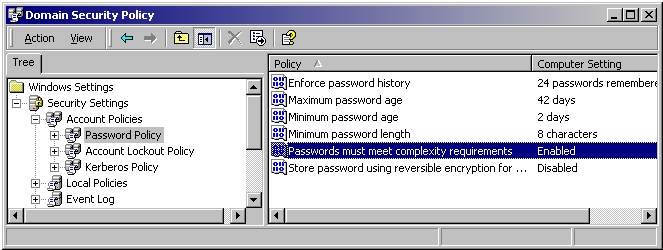 Domain Security Policy
Action View
Tree
Windows Settings
Security Settings
Account Policies
Password Policy
Account Lockout Policy
Kerberos Policy
Local Policies
Event Log
Policy Computer Setting
Enforce password history 24 passwords remembere
Maximum password age 42 days
Minimum password age 2 days
Minimum password length 8 characters
Passwords must meet complexity requirements Enabled
Store password using reversible encryption for ... Disabled